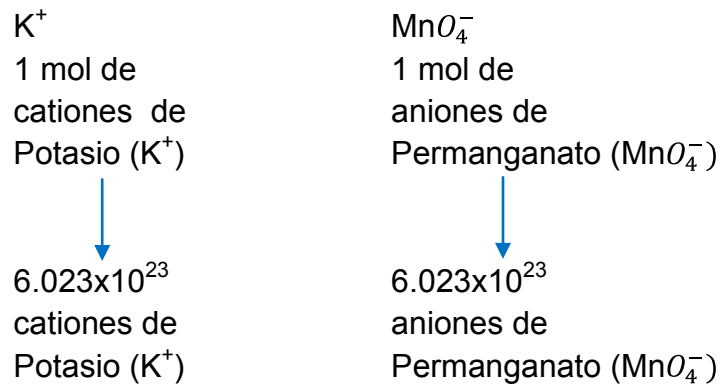 K⁺
1 mol de
cationes de
Potasio (K⁺)
6.023x10²³
cationes de
Potasio (K⁺)
MnO₄⁻
1 mol de
aniones de
Permanganato (MnO₄⁻)
6.023x10²³
aniones de
Permanganato (MnO₄⁻)